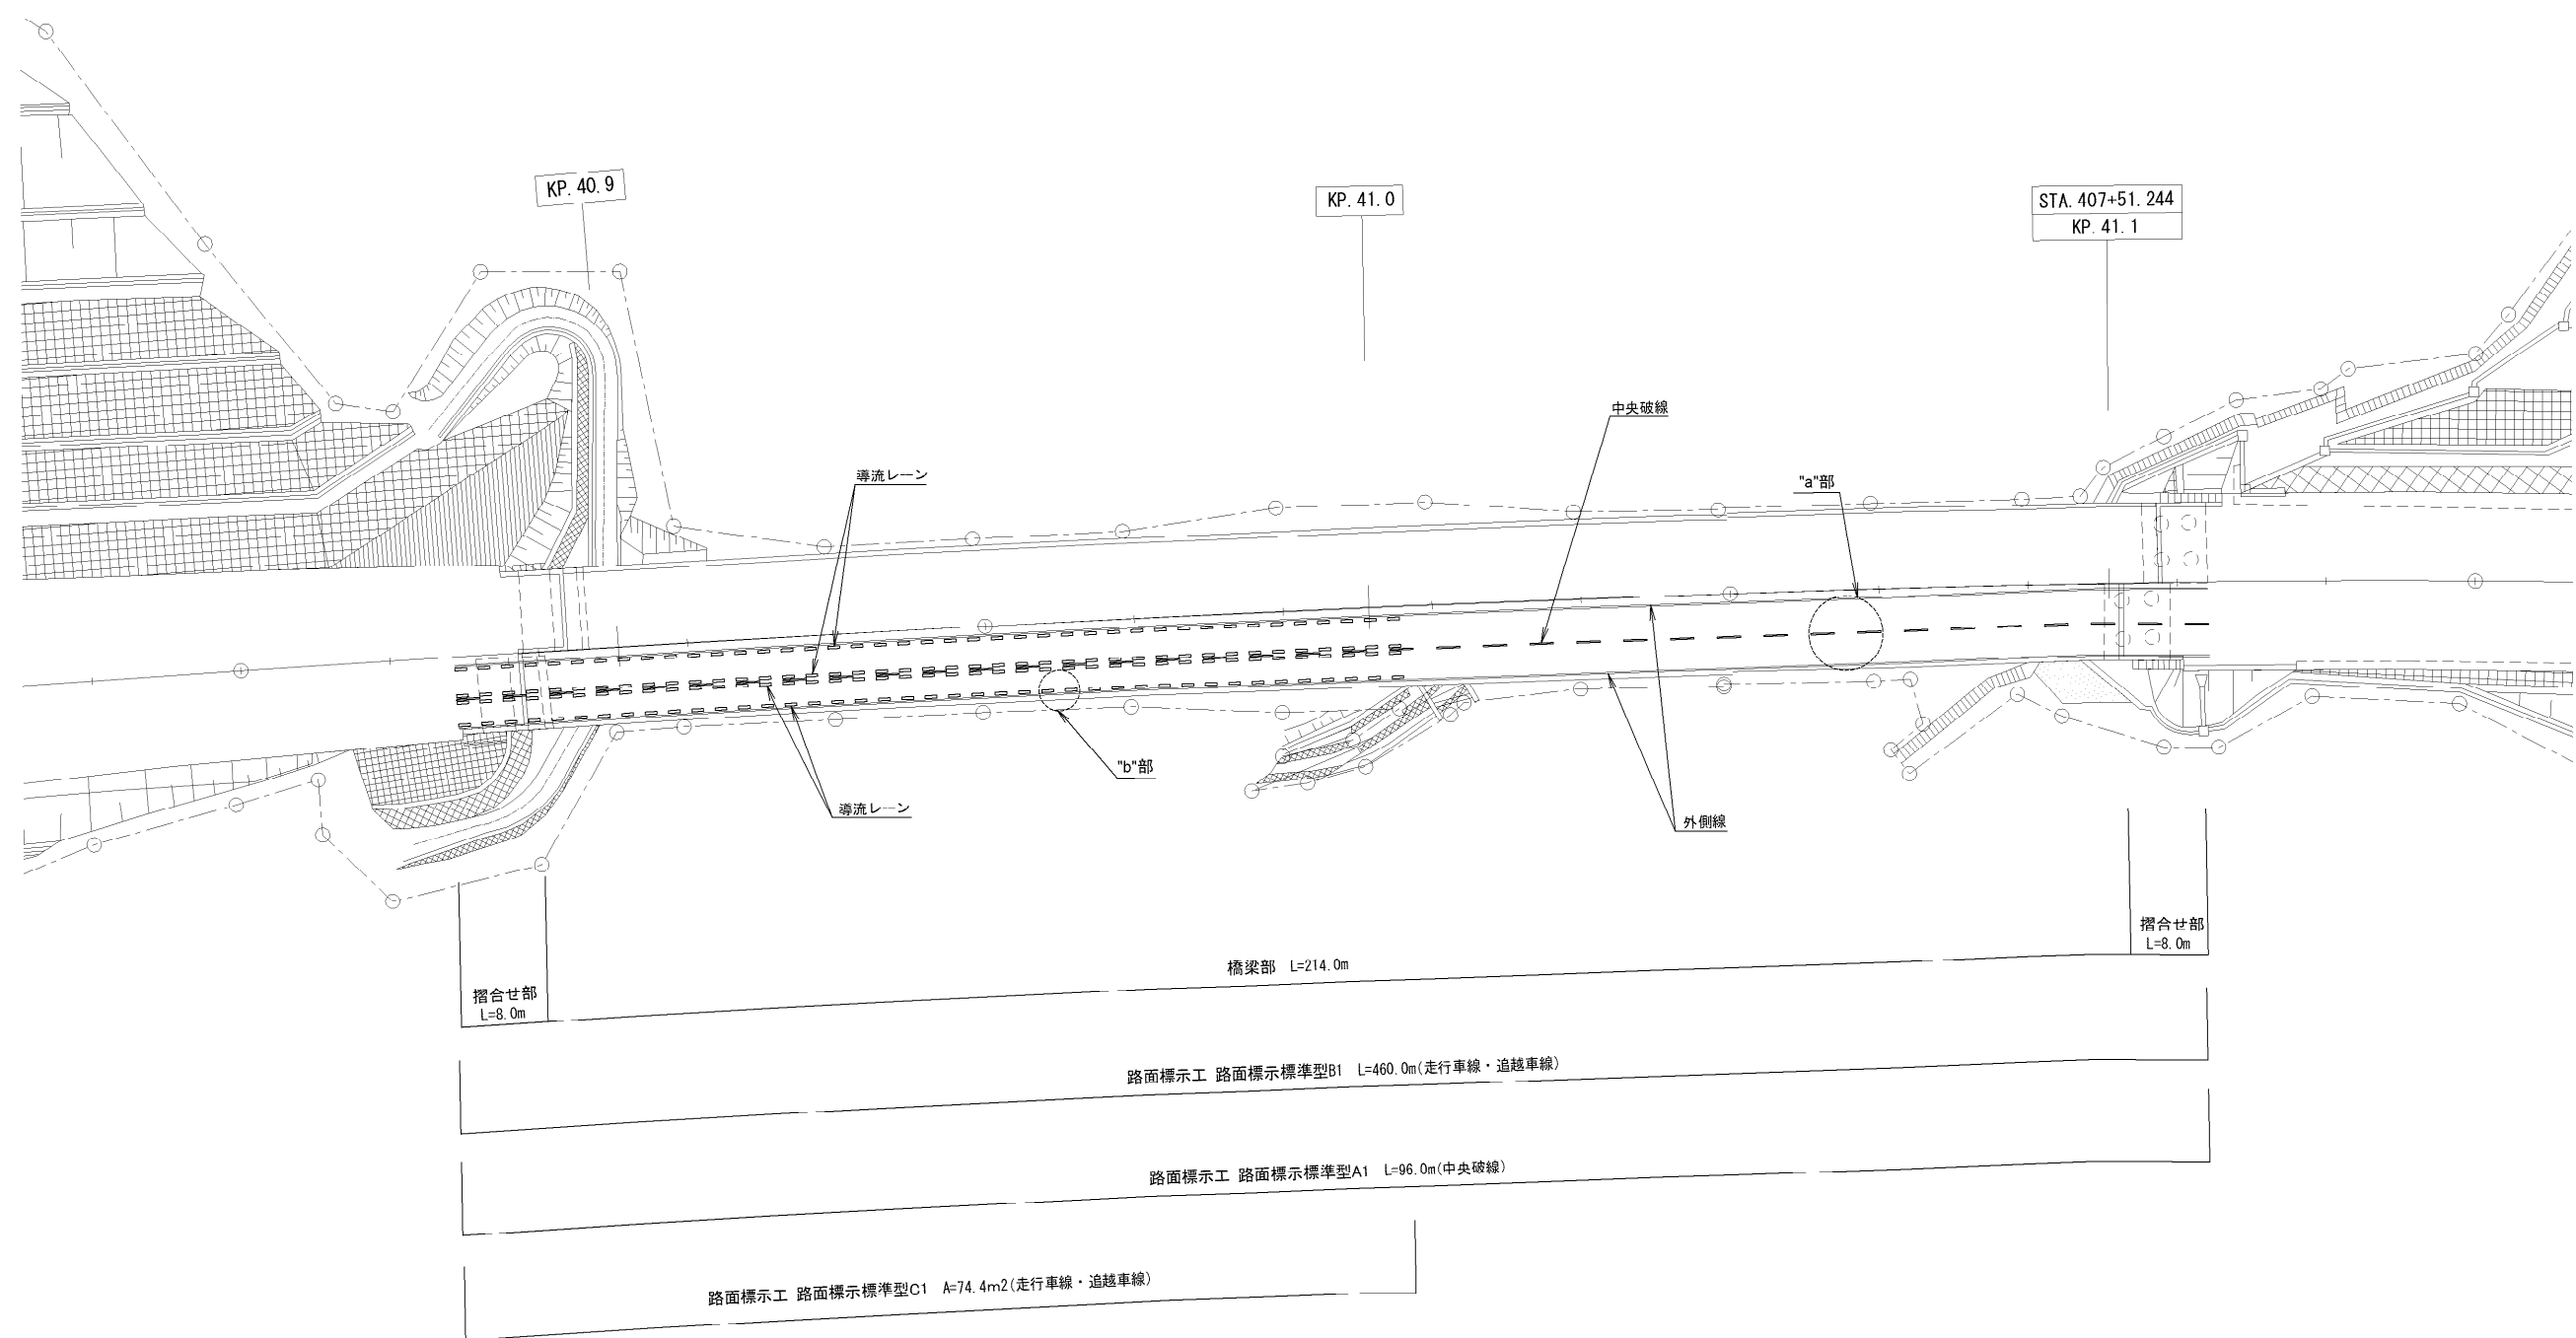 KP. 40. 9
KP. 41. 0
STA. 407+51. 244
KP. 41. 1
中央破線
導流レーン
"a"部
"b"部
導流レーン
外側線
摺合せ部
L=8. 0m
橋梁部 L=214. 0m
摺合せ部
L=8. 0m
路面標示工 路面標示標準型B1 L=460. 0m(走行車線・追越車線)
路面標示工 路面標示標準型A1 L=96. 0m(中央破線)
路面標示工 路面標示標準型C1 A=74. 4m2(走行車線・追越車線)